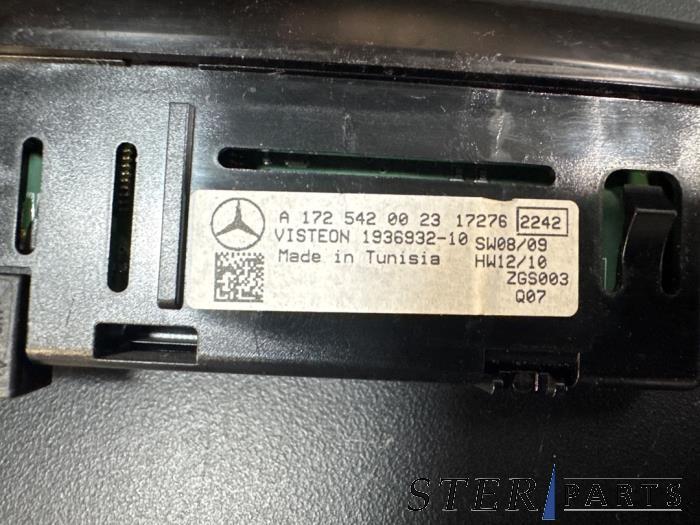 A 172 542 00 23 17276 2242
VISTEON 1936932-10 SW08/09
Made in Tunisia HW12/10
ZGS003
Q07
STER PARTS